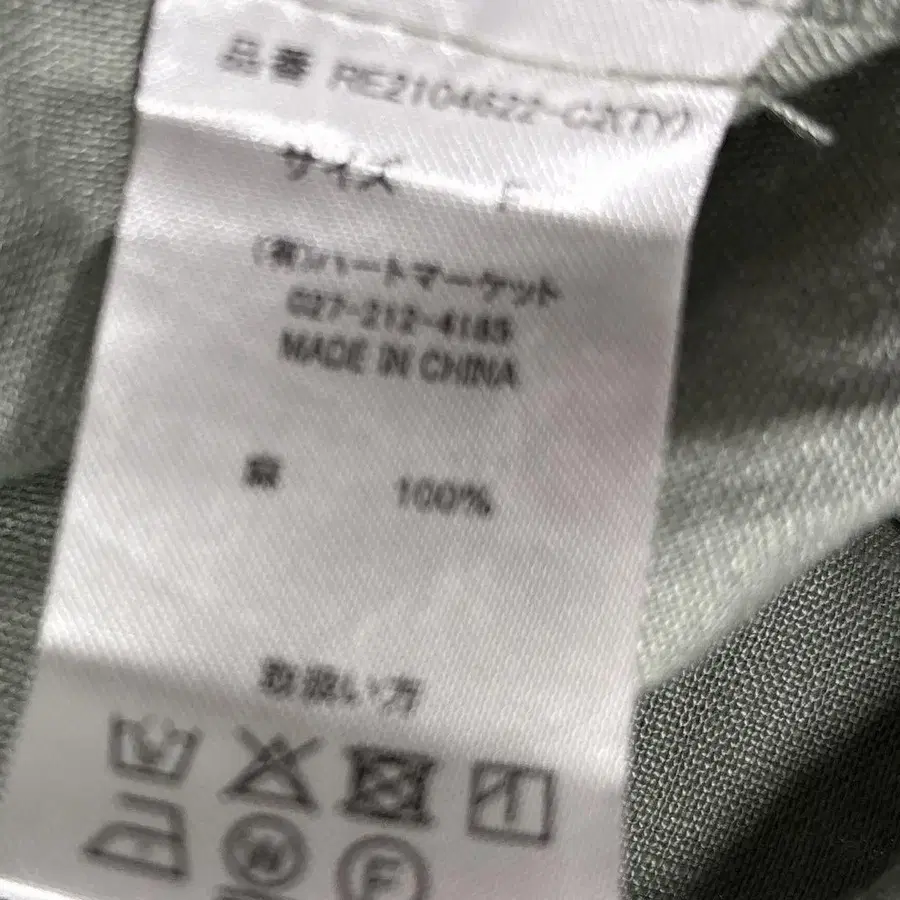 品番 RE2104622-C2(TY)
サイズ F
(有)ハートマーケット
027-212-4185
MADE IN CHINA
麻 100%
取扱い方
W
F